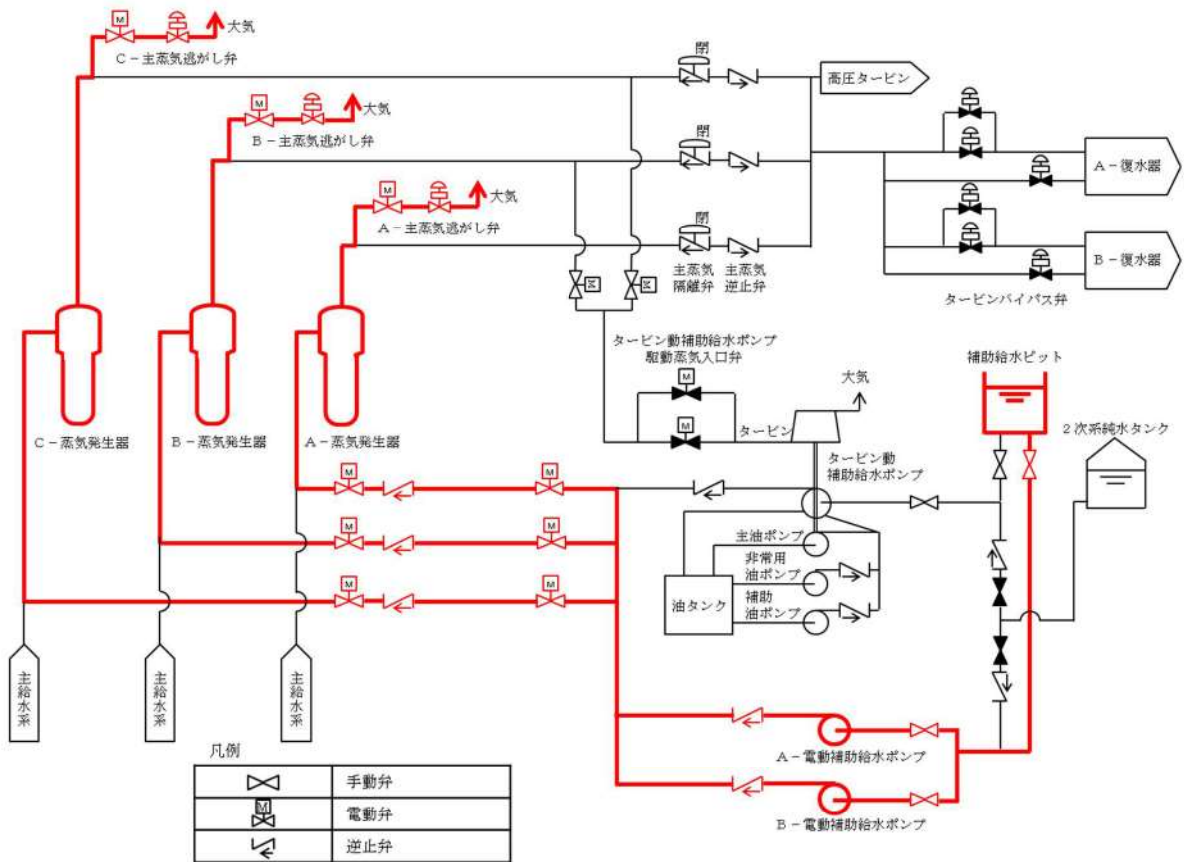 大気
M
C-主蒸気逃がし弁
閉
高圧タービン
大気
M
B-主蒸気逃がし弁
閉
A-復水器
大気
M
A-主蒸気逃がし弁
閉
主蒸気
隔離弁
主蒸気
逆止弁
B-復水器
M
M
タービンバイパス弁
タービン動補助給水ポンプ
駆動蒸気入口弁
M
M
大気
タービン
補助給水ピット
2次系純水タンク
C-蒸気発生器
B-蒸気発生器
A-蒸気発生器
タービン動
補助給水ポンプ
M
M
M
M
M
M
主油ポンプ
非常用
油ポンプ
補助
油ポンプ
油タンク
主給水系
主給水系
主給水系
A-電動補助給水ポンプ
B-電動補助給水ポンプ
凡例
手動弁
M
電動弁
逆止弁